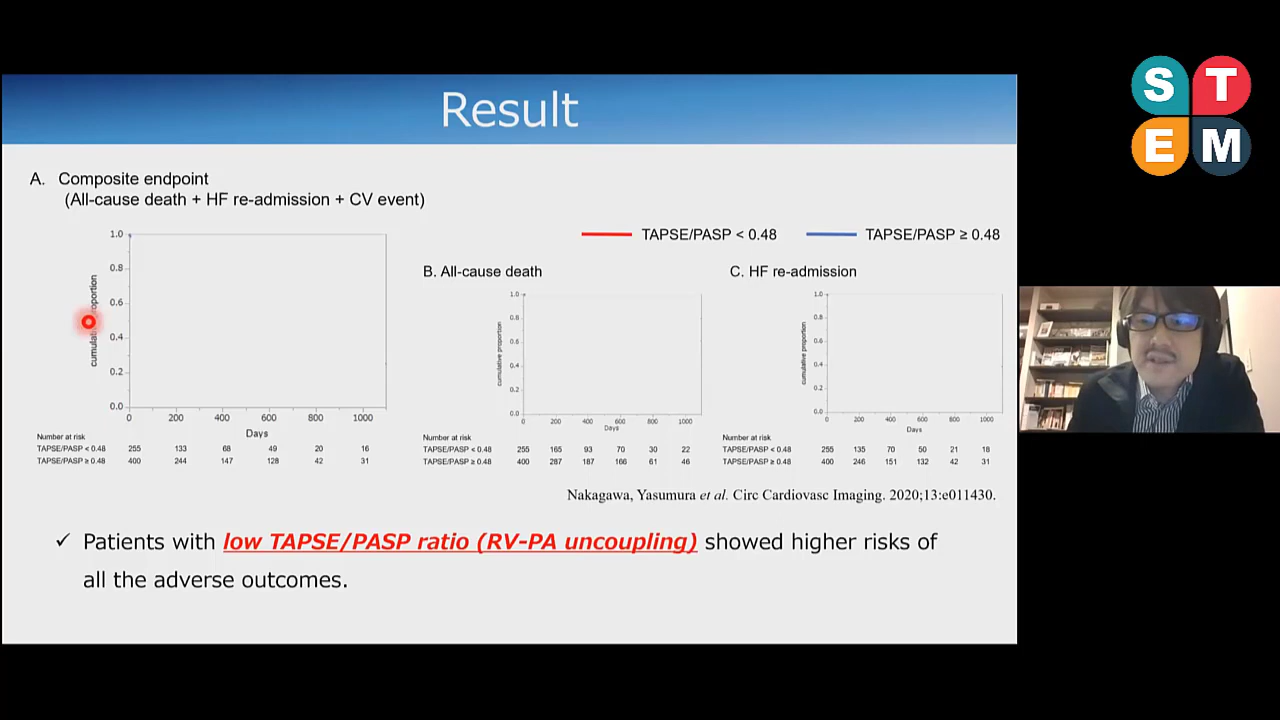 Result
A. Composite endpoint
(All-cause death + HF re-admission + CV event)
TAPSE/PASP < 0.48
TAPSE/PASP ≥ 0.48
1.0
0.8
0.6
0.4
0.2
0.0
0 200 400 600 800 1000
Days
Number at risk
TAPSE/PASP < 0.48 255 133 68 49 20 16
TAPSE/PASP ≥ 0.48 400 244 147 128 42 31
B. All-cause death
cumulative proportion
1.0
0.8
0.6
0.4
0.2
0.0
0 200 400 600 800 1000
Days
Number at risk
TAPSE/PASP < 0.48 255 165 93 70 30 22
TAPSE/PASP ≥ 0.48 400 287 187 166 61 46
C. HF re-admission
cumulative proportion
1.0
0.8
0.6
0.4
0.2
0.0
0 200 400 600 800 1000
Days
Number at risk
TAPSE/PASP < 0.48 255 135 70 50 21 18
TAPSE/PASP ≥ 0.48 400 246 151 132 42 31
Nakagawa, Yasumura et al. Circ Cardiovasc Imaging. 2020;13:e011430.
✓ Patients with low TAPSE/PASP ratio (RV-PA uncoupling) showed higher risks of
all the adverse outcomes.
S T
E M